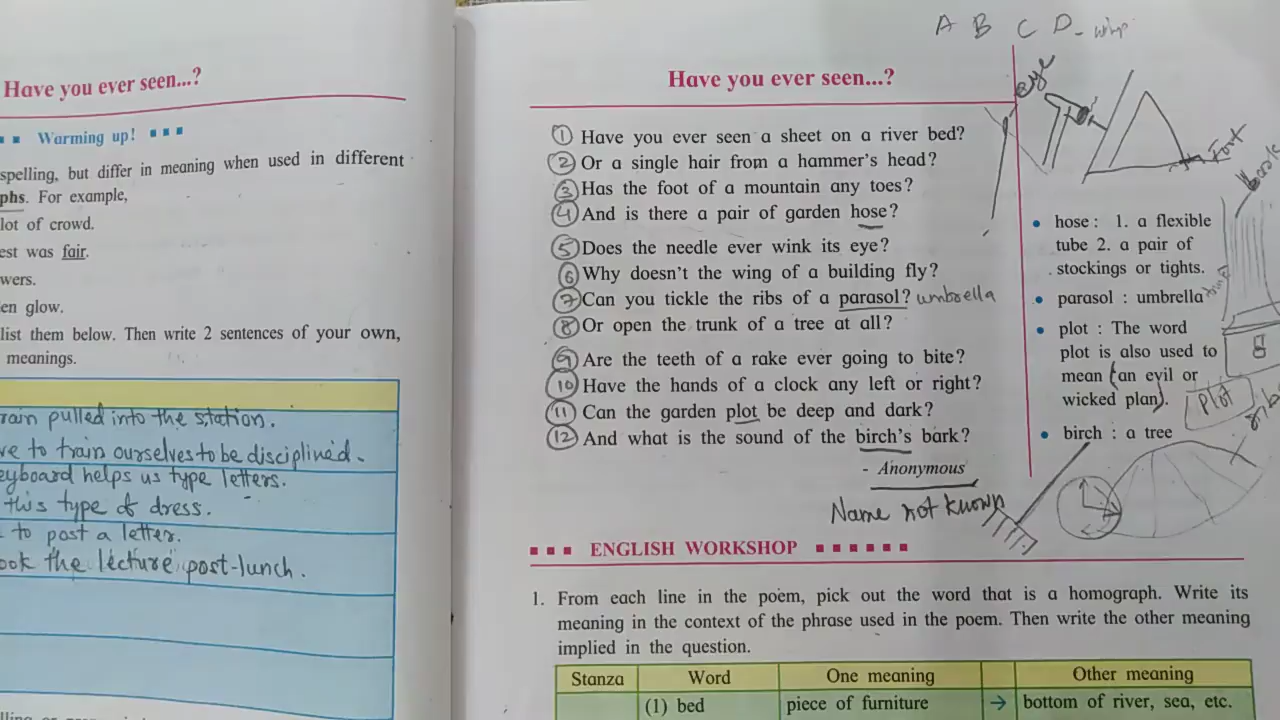 Have you ever seen...?
Warming up!
spelling, but differ in meaning when used in different
phs. For example,
lot of crowd.
est was fair.
wers.
en glow.
list them below. Then write 2 sentences of your own,
meanings.
rain pulled into the station.
ve to train ourselves to be disciplined.
eyboard helps us type letters.
this type of dress.
to post a letter.
ook the lecture post-lunch.
A B C D
Have you ever seen...?
1 Have you ever seen a sheet on a river bed?
2 Or a single hair from a hammer's head?
3 Has the foot of a mountain any toes?
4 And is there a pair of garden hose?
5 Does the needle ever wink its eye?
6 Why doesn't the wing of a building fly?
7 Can you tickle the ribs of a parasol? umbrella
8 Or open the trunk of a tree at all?
9 Are the teeth of a rake ever going to bite?
10 Have the hands of a clock any left or right?
11 Can the garden plot be deep and dark?
12 And what is the sound of the birch's bark?
- Anonymous
Name not known
eye
Foot
• hose : 1. a flexible
tube 2. a pair of
stockings or tights.
• parasol : umbrella
• plot : The word
plot is also used to
mean (an evil or
wicked plan).
• birch : a tree
plot
ENGLISH WORKSHOP
1. From each line in the poem, pick out the word that is a homograph. Write its
meaning in the context of the phrase used in the poem. Then write the other meaning
implied in the question.
Stanza Word One meaning Other meaning
(1) bed piece of furniture → bottom of river, sea, etc.